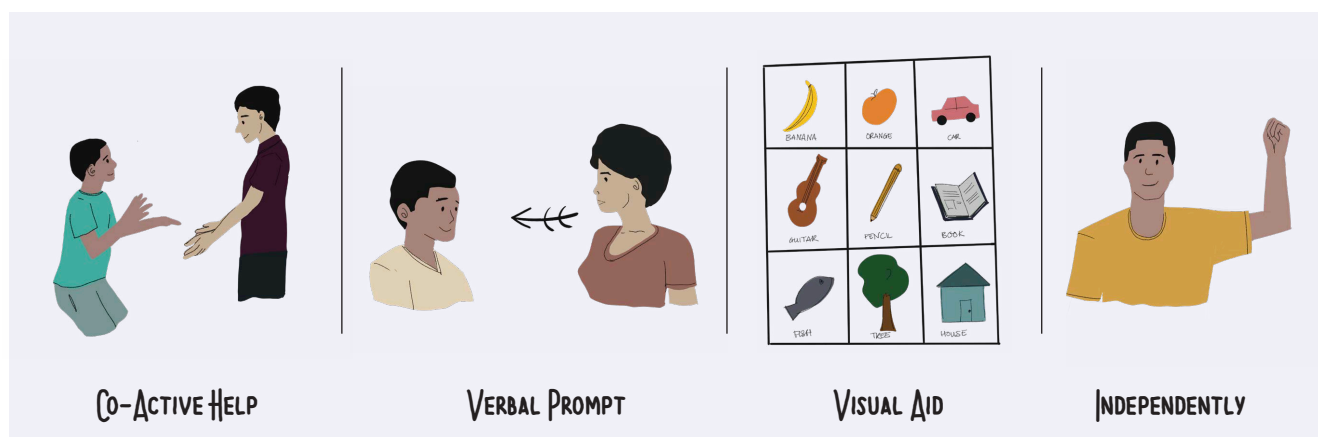 BANANA
ORANGE
CAR
GUITAR
PENCIL
BOOK
FISH
TREE
HOUSE
Co-Active Help
Verbal Prompt
Visual Aid
Independently